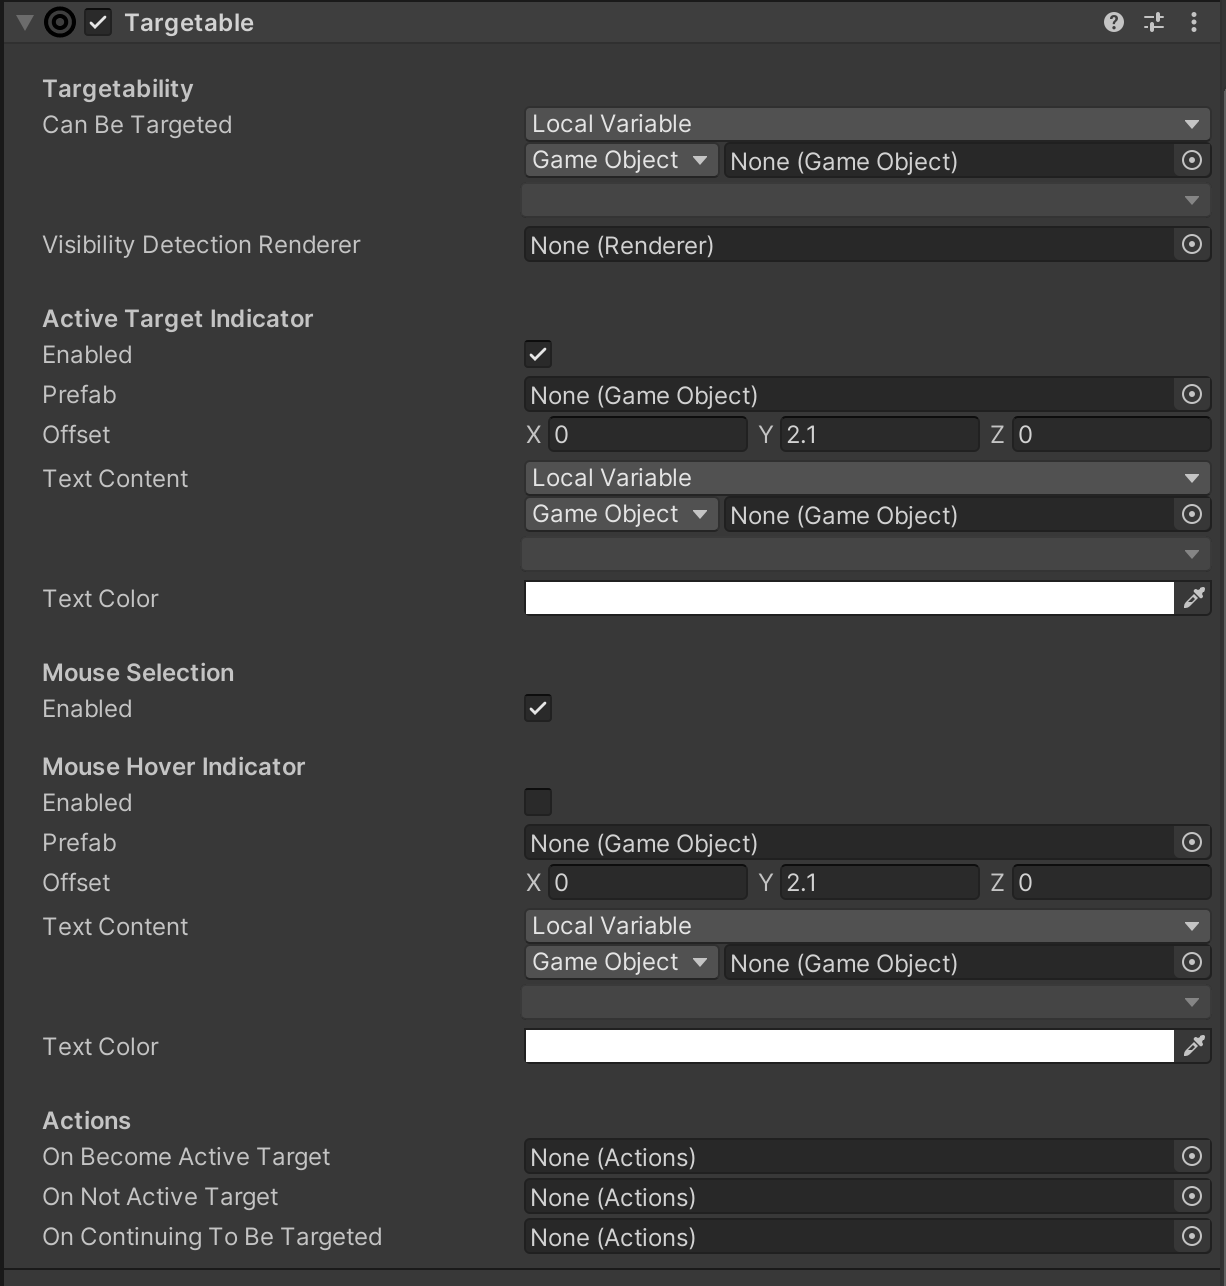 Targetable
Targetability
Can Be Targeted Local Variable
Game Object None (Game Object)
Visibility Detection Renderer None (Renderer)
Active Target Indicator
Enabled
Prefab None (Game Object)
Offset X 0 Y 2.1 Z 0
Text Content Local Variable
Game Object None (Game Object)
Text Color
Mouse Selection
Enabled
Mouse Hover Indicator
Enabled
Prefab None (Game Object)
Offset X 0 Y 2.1 Z 0
Text Content Local Variable
Game Object None (Game Object)
Text Color
Actions
On Become Active Target None (Actions)
On Not Active Target None (Actions)
On Continuing To Be Targeted None (Actions)